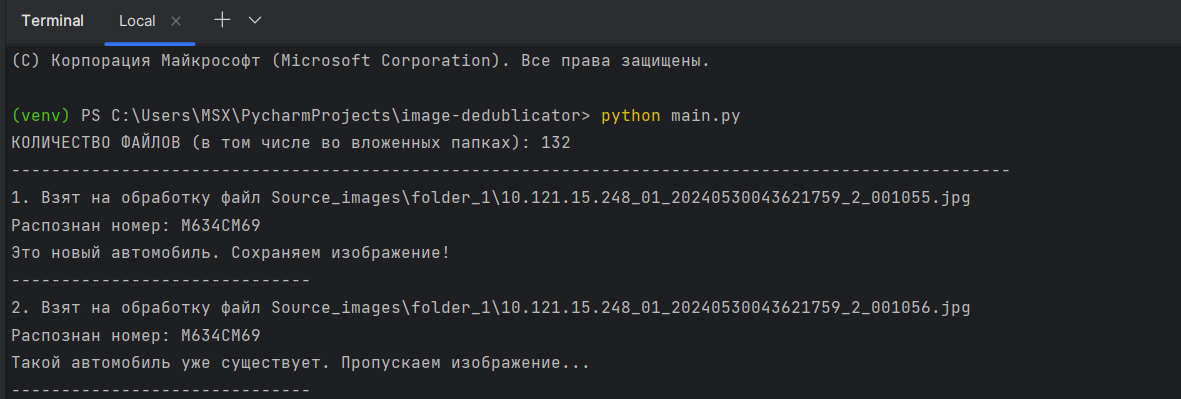 Terminal Local
(C) Корпорация Майкрософт (Microsoft Corporation). Все права защищены.
(venv) PS C:\Users\MSX\PycharmProjects\image-dedublicator> python main.py
КОЛИЧЕСТВО ФАЙЛОВ (в том числе во вложенных папках): 132
----------------------------------------------------------------------------------------------------
1. Взят на обработку файл Source_images\folder_1\10.121.15.248_01_20240530043621759_2_001055.jpg
Распознан номер: М634СМ69
Это новый автомобиль. Сохраняем изображение!
------------------------------
2. Взят на обработку файл Source_images\folder_1\10.121.15.248_01_20240530043621759_2_001056.jpg
Распознан номер: М634СМ69
Такой автомобиль уже существует. Пропускаем изображение...
------------------------------